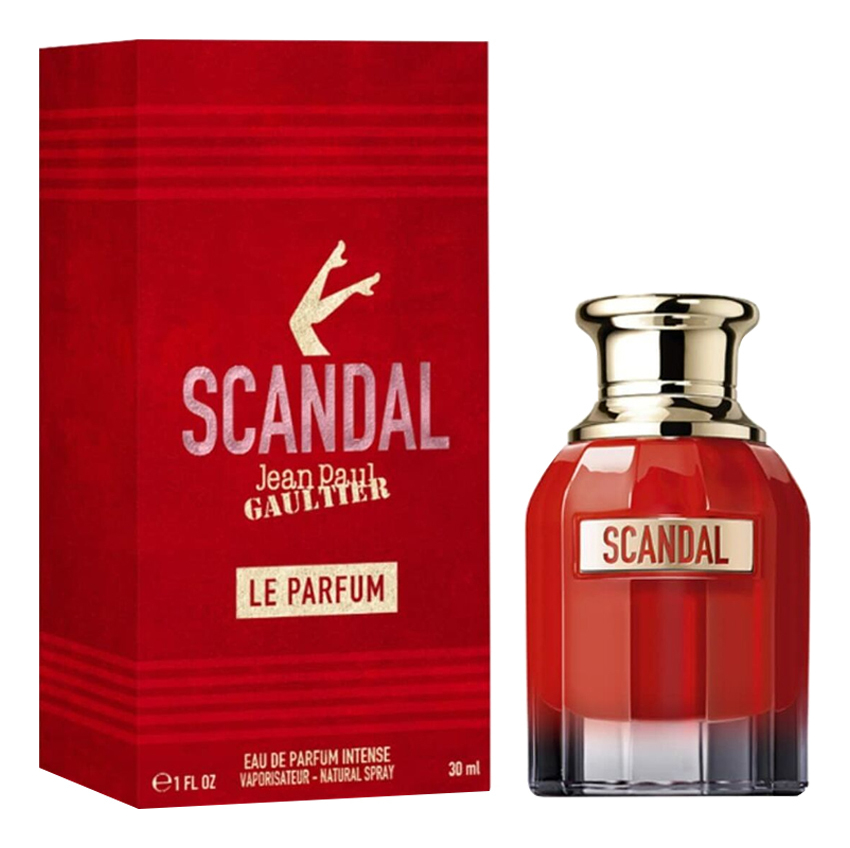 SCANDAL
Jean Paul
GAULTIER
LE PARFUM
EAU DE PARFUM INTENSE
℮1 FL OZ VAPORISATEUR - NATURAL SPRAY 30 ml
SCANDAL